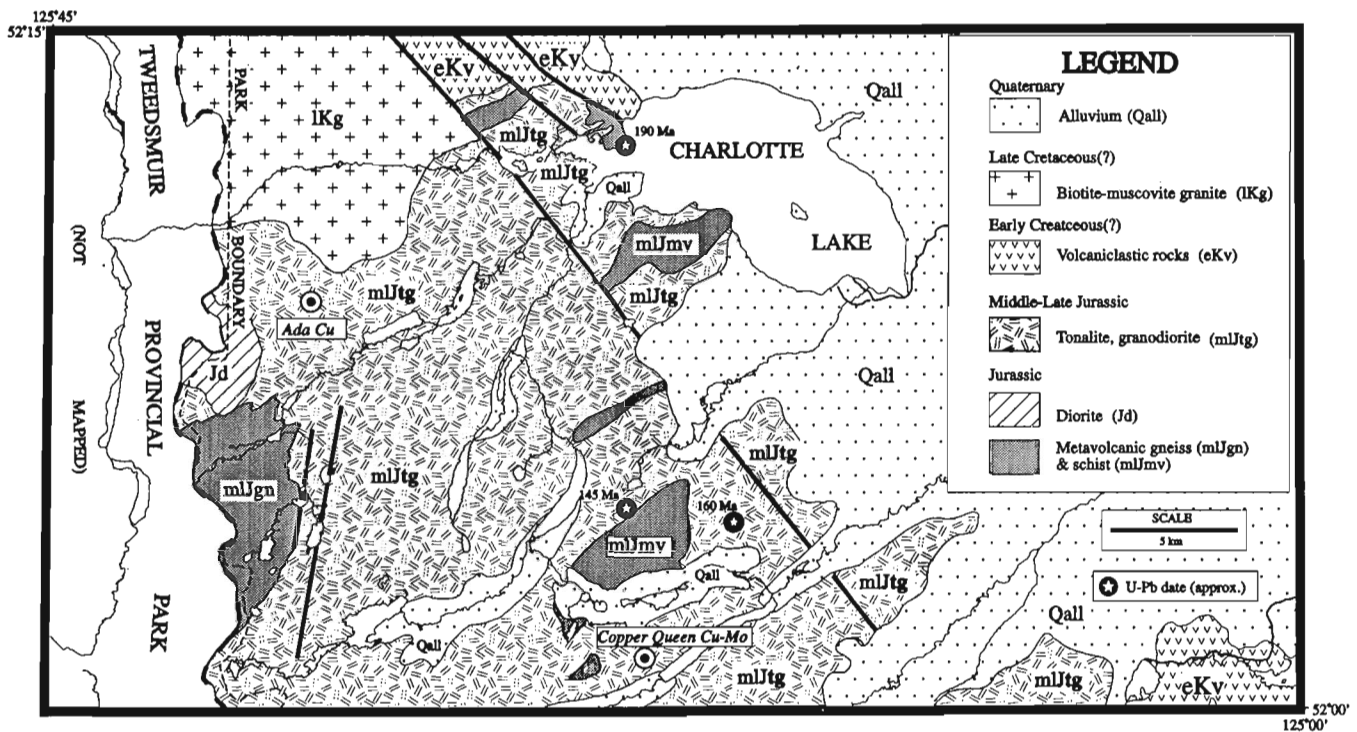 125°45'
52°15'
TWEEDSMUIR
PARK
BOUNDARY
(NOT
MAPPED)
PROVINCIAL
PARK
lKg
eKv
eKv
Qall
mlJtg
190 Ma
CHARLOTTE
mlJtg
Qall
mlJmv
LAKE
mlJtg
mlJtg
Ada Cu
Jd
Qall
mlJtg
mlJtg
mlJgn
145 Ma
160 Ma
mlJmv
Qall
mlJtg
Qall
Copper Queen Cu-Mo
Qall
mlJtg
mlJtg
eKv
LEGEND
Quaternary
Alluvium (Qall)
Late Cretaceous(?)
Biotite-muscovite granite (lKg)
Early Creatceous(?)
Volcaniclastic rocks (eKv)
Middle-Late Jurassic
Tonalite, granodiorite (mlJtg)
Jurassic
Diorite (Jd)
Metavolcanic gneiss (mlJgn)
& schist (mlJmv)
SCALE
5 km
U-Pb date (approx.)
52°00'
125°00'